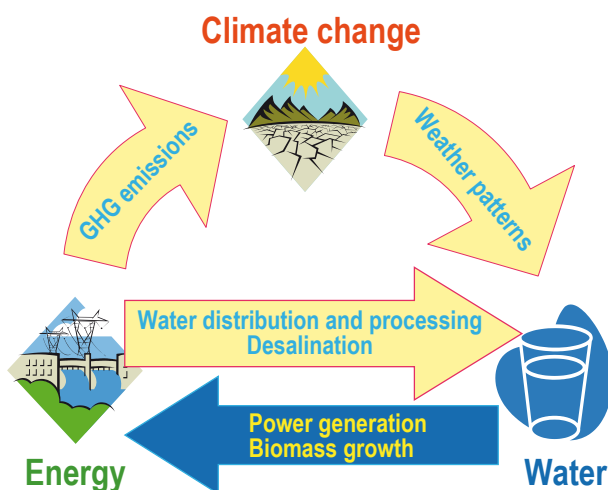 Climate change
GHG emissions
Weather patterns
Water distribution and processing
Desalination
Power generation
Biomass growth
Energy
Water